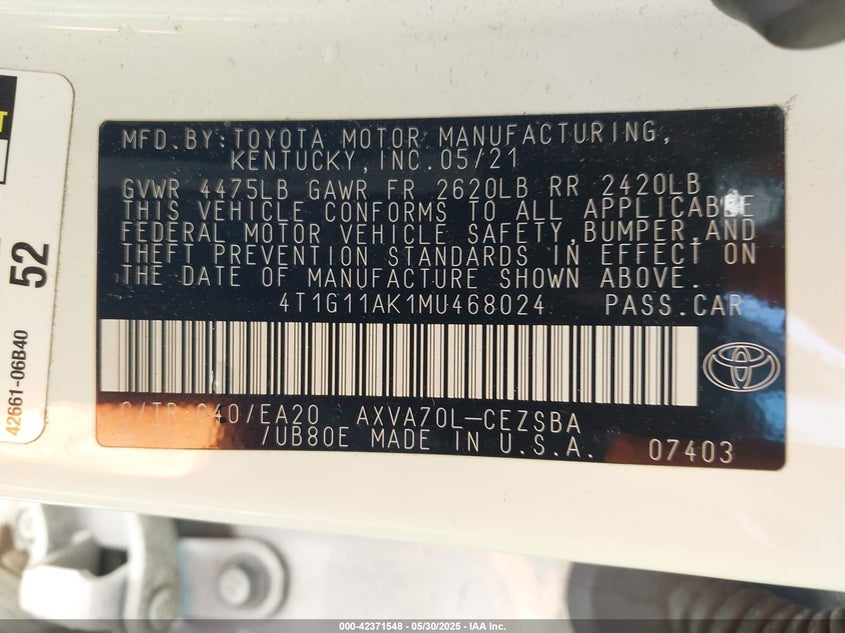 MFD.BY:TOYOTA MOTOR MANUFACTURING,
KENTUCKY,INC.05/21
GVWR 4475LB GAWR FR 2620LB RR 2420LB
THIS VEHICLE CONFORMS TO ALL APPLICABLE
FEDERAL MOTOR VEHICLE SAFETY,BUMPER,AND
THEFT PREVENTION STANDARDS IN EFFECT ON
THE DATE OF MANUFACTURE SHOWN ABOVE.
4T1G11AK1MU468024 PASS.CAR
C/TR:040/EA20 AXVA70L-CEZSBA
/UB80E MADE IN U.S.A. 07403
52
42661-06B40
000-42371548 - 05/30/2025 - IAA Inc.